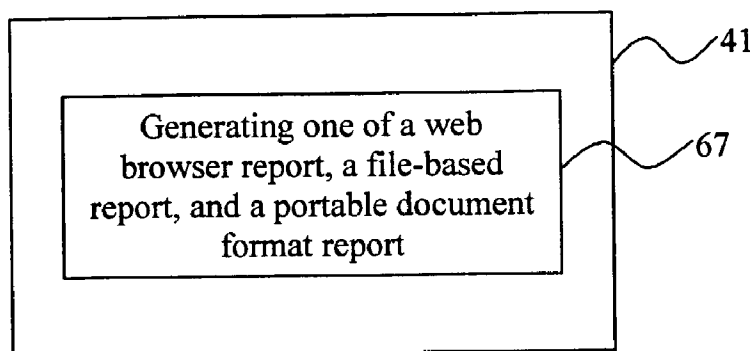 41
Generating one of a web
browser report, a file-based
report, and a portable document
format report
67